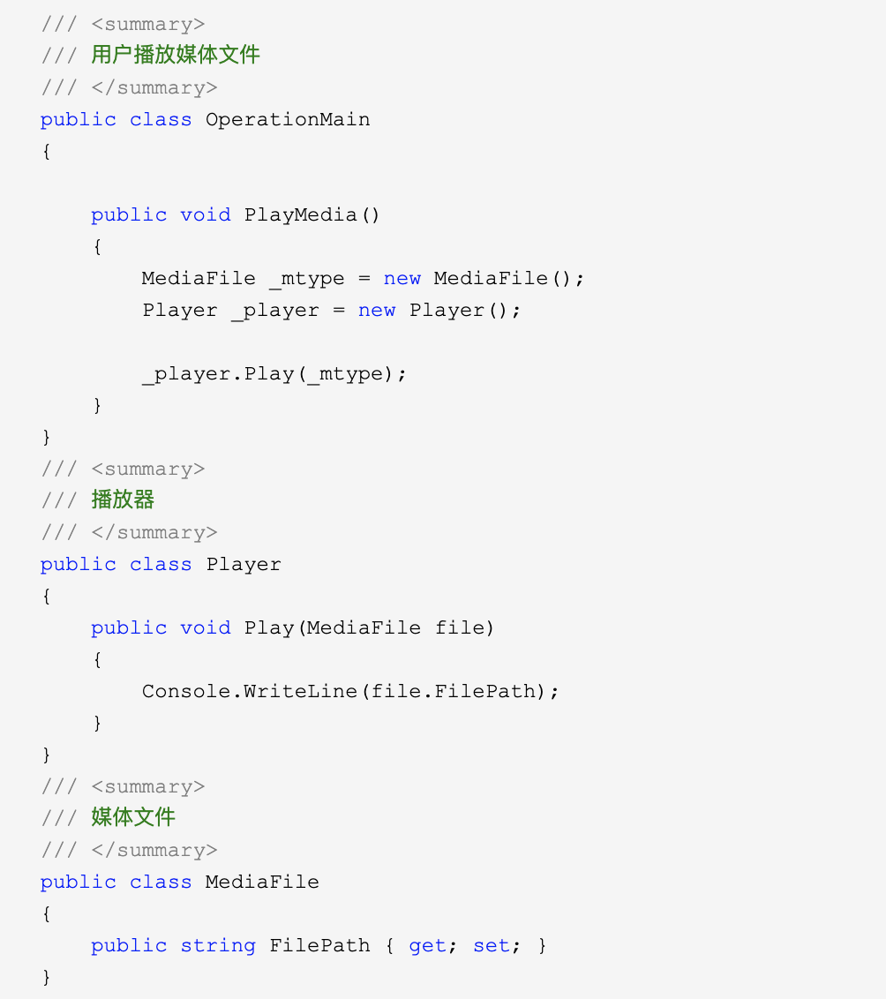 /// <summary>
/// 用户播放媒体文件
/// </summary>
public class OperationMain
{
public void PlayMedia()
{
MediaFile _mtype = new MediaFile();
Player _player = new Player();
_player.Play(_mtype);
}
}
/// <summary>
/// 播放器
/// </summary>
public class Player
{
public void Play(MediaFile file)
{
Console.WriteLine(file.FilePath);
}
}
/// <summary>
/// 媒体文件
/// </summary>
public class MediaFile
{
public string FilePath { get; set; }
}